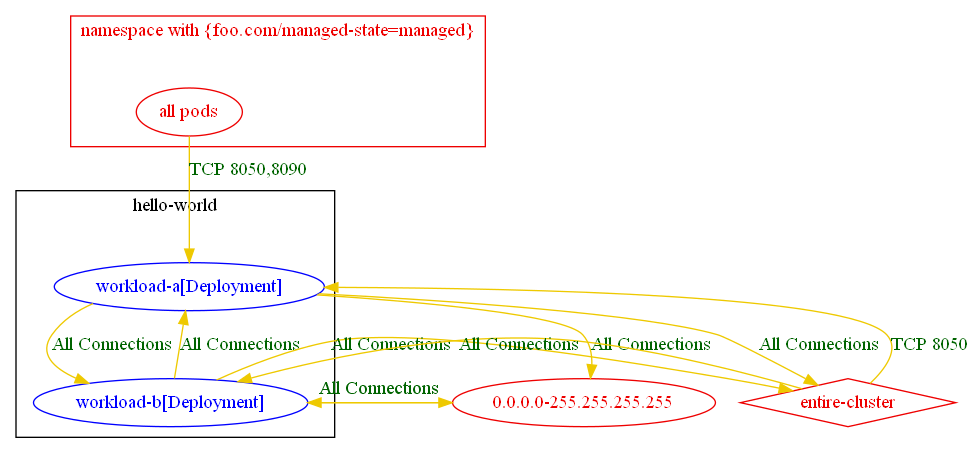 namespace with {foo.com/managed-state=managed}
all pods
TCP 8050,8090
hello-world
workload-a[Deployment]
All Connections
All Connections
All Connections
All Connections
All Connections
All Connections
TCP 8050
All Connections
workload-b[Deployment]
0.0.0.0-255.255.255.255
entire-cluster